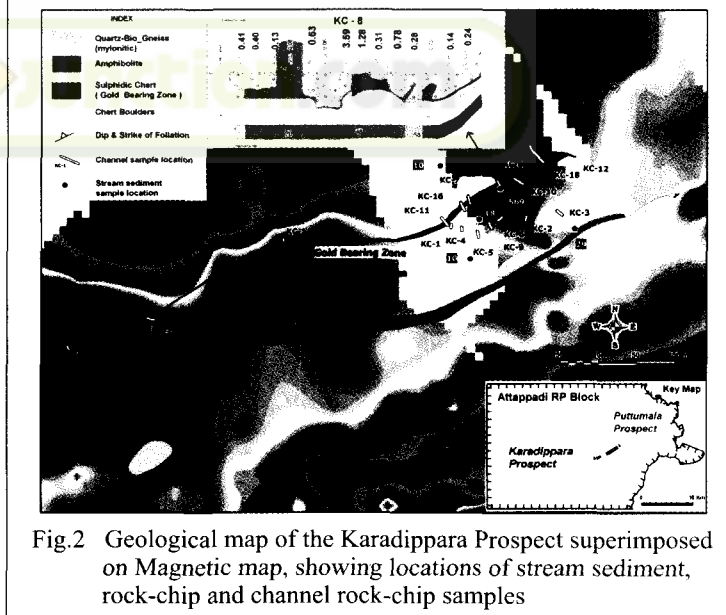 INDEX
Quartz-Bio_Gneiss
(mylonitic)
Amphibolite
Sulphidic Chert
( Gold Bearing Zone )
Chert Boulders
Dip & Strike of Foliation
KC-1
Channel sample location
Stream sediment
sample location
KC - 8
0.41 0.40 0.13 0.63 3.59 1.28 0.31 0.78 0.28 0.14 0.24
KC-12
KC-18
KC-16
KC-11
KC-3
KC-1
KC-4
KC-2
KC-5
Gold Bearing Zone
Attappadi RP Block
Key Map
Puttumala
Prospect
Karadippara
Prospect
Fig.2 Geological map of the Karadippara Prospect superimposed
on Magnetic map, showing locations of stream sediment,
rock-chip and channel rock-chip samples